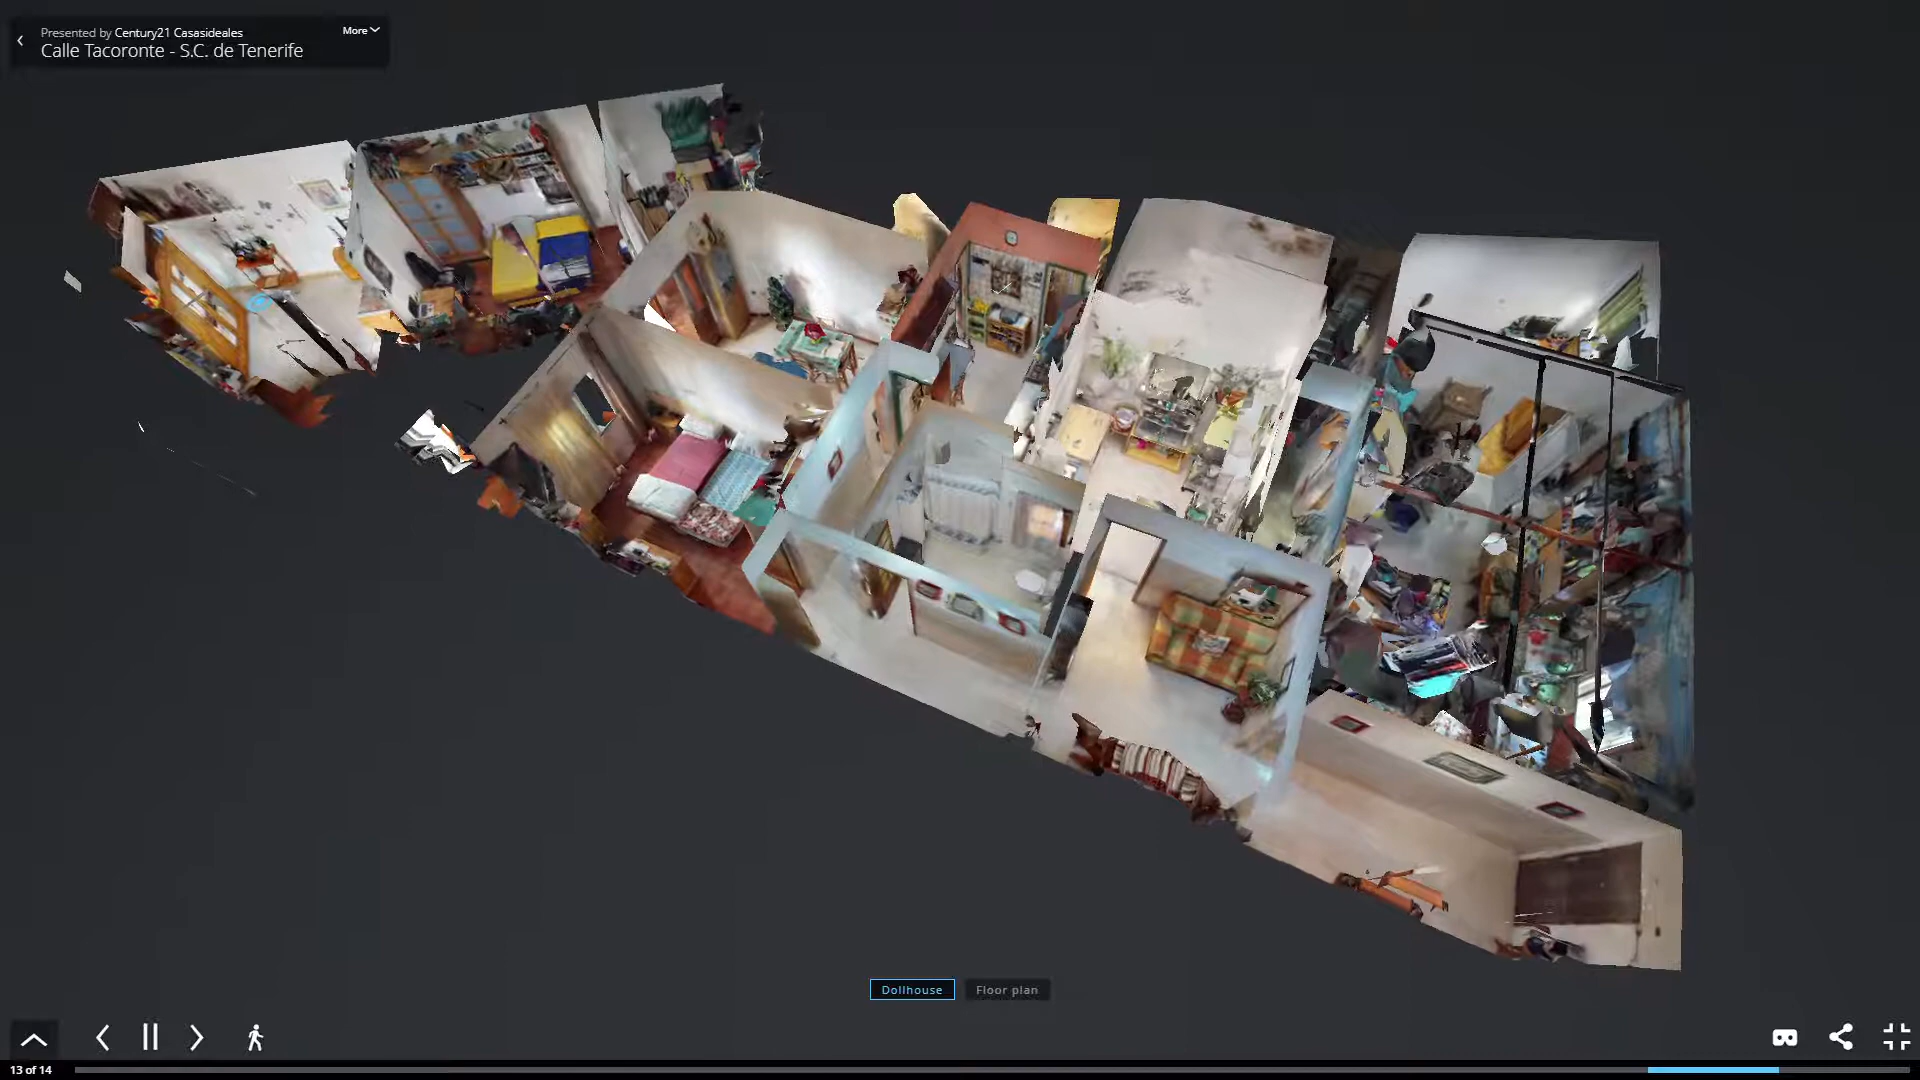 Presented by Century21 Casasideales
More
Calle Tacoronte - S.C. de Tenerife
Dollhouse
Floor plan
13 of 14